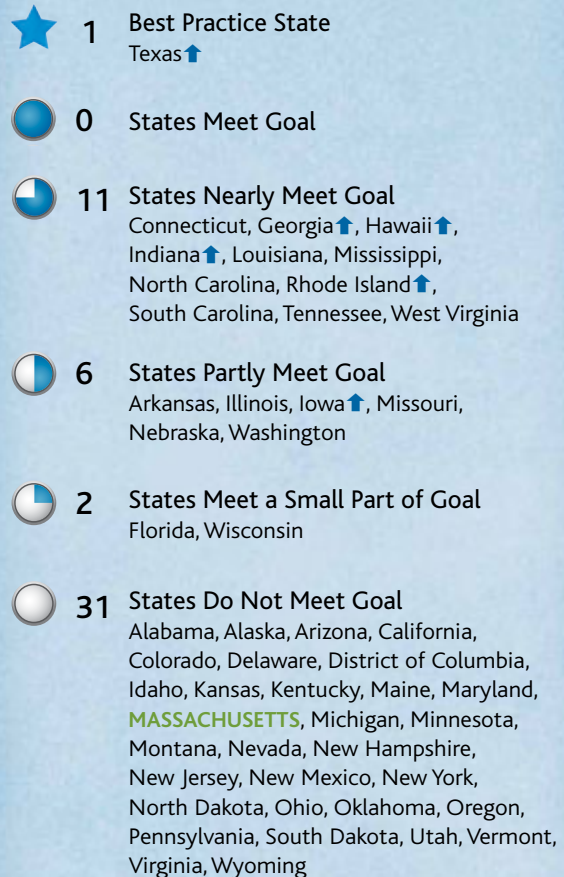 1 Best Practice State
Texas⬆
0 States Meet Goal
11 States Nearly Meet Goal
Connecticut, Georgia⬆, Hawaii⬆,
Indiana⬆, Louisiana, Mississippi,
North Carolina, Rhode Island⬆,
South Carolina, Tennessee, West Virginia
6 States Partly Meet Goal
Arkansas, Illinois, Iowa⬆, Missouri,
Nebraska, Washington
2 States Meet a Small Part of Goal
Florida, Wisconsin
31 States Do Not Meet Goal
Alabama, Alaska, Arizona, California,
Colorado, Delaware, District of Columbia,
Idaho, Kansas, Kentucky, Maine, Maryland,
MASSACHUSETTS, Michigan, Minnesota,
Montana, Nevada, New Hampshire,
New Jersey, New Mexico, New York,
North Dakota, Ohio, Oklahoma, Oregon,
Pennsylvania, South Dakota, Utah, Vermont,
Virginia, Wyoming